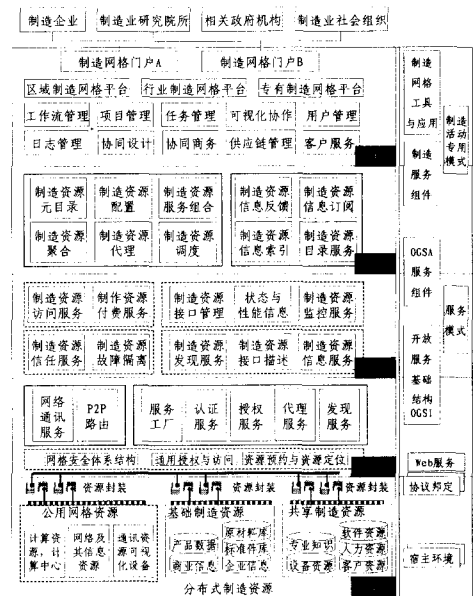 制造企业 制造业研究院所 相关政府机构 制造业社会组织
制造网格门户A 制造网格门户B
区域制造网格平台 行业制造网格平台 专有制造网格平台
工作流管理 项目管理 任务管理 可视化协作 用户管理
日志管理 协同设计 协同商务 供应链管理 客户服务
制造资源 制造资源 制造资源 制造资源 制造资源
元目录 配置 服务组合 信息反馈 信息订阅
制造资源 制造资源 制造资源 制造资源 制造资源
聚合 代理 调度 信息索引 目录服务
制造资源 制作资源 制造资源 状态与 制造资源
访问服务 付费服务 接口管理 性能信息 监控服务
制造资源 制造资源 制造资源 制造资源 制造资源
信任服务 故障隔离 发现服务 接口描述 信息服务
网络
通讯
服务
P2P
路由
服务 认证 授权 代理 发现
工厂 服务 服务 服务 服务
网格安全体系结构 通用授权与访问 资源预约与资源定位
资源封装 资源封装 资源封装
公用网格资源 基础制造资源 共享制造资源
计算资
源，计
算中心
网络及
其信息
资源
通讯资
源可视
化设备
产品数据
商业信息
原材料库
标准件库
企业信息
专业知识
设备资源
软件资源
人力资源
客户资源
分布式制造资源
制造
网格
工具
与应用
制造
服务
组件
制造
活动
专用
模式
OGSA
服务
组件
开放
服务
基础
结构
OGSI
服务
模式
Web服务
协议邦定
宿主环境